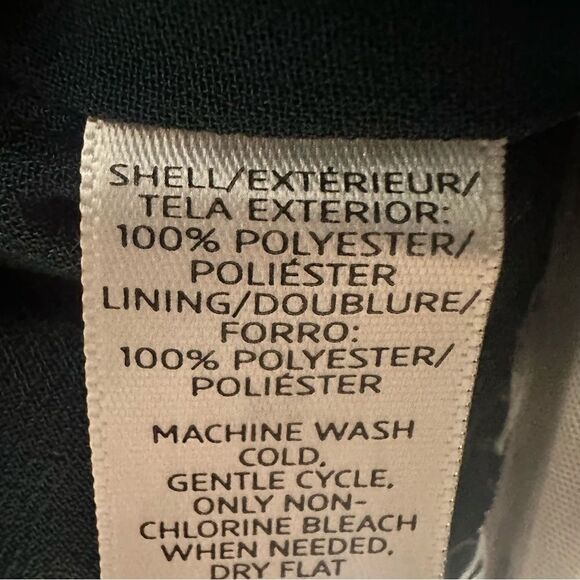 SHELL/EXTÉRIEUR/
TELA EXTERIOR:
100% POLYESTER/
POLIÉSTER
LINING/DOUBLURE/
FORRO:
100% POLYESTER/
POLIÉSTER
MACHINE WASH
COLD,
GENTLE CYCLE,
ONLY NON-
CHLORINE BLEACH
WHEN NEEDED,
DRY FLAT